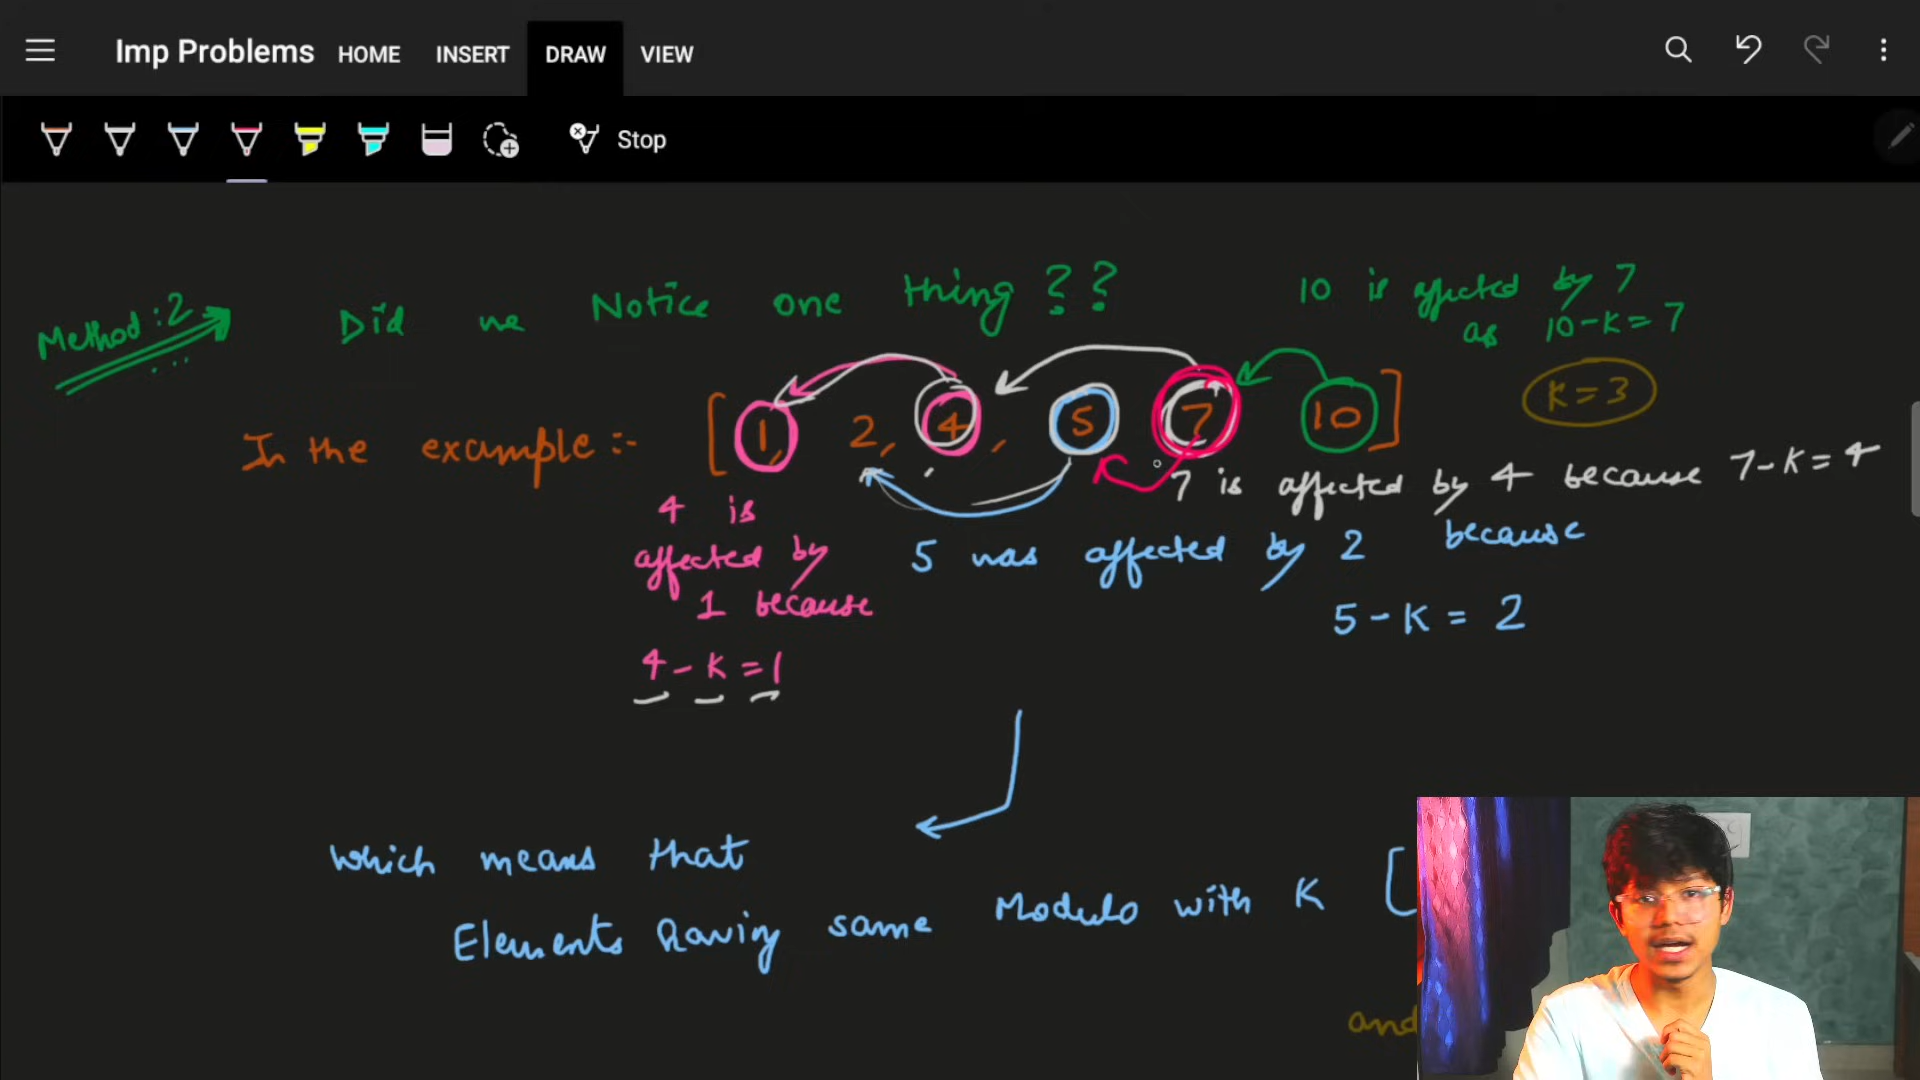 Imp Problems HOME INSERT DRAW VIEW
Stop
Method:2
Did we Notice one thing ??
10 is affected by 7
as 10-K=7
K=3
In the example :- [1, 2, 4, 5 7 10]
7 is affected by 4 because 7-K=4
4 is
affected by
1 because
4-K=1
5 was affected by 2 because
5-K=2
which means that
Elements Having same Modulo with K [
and